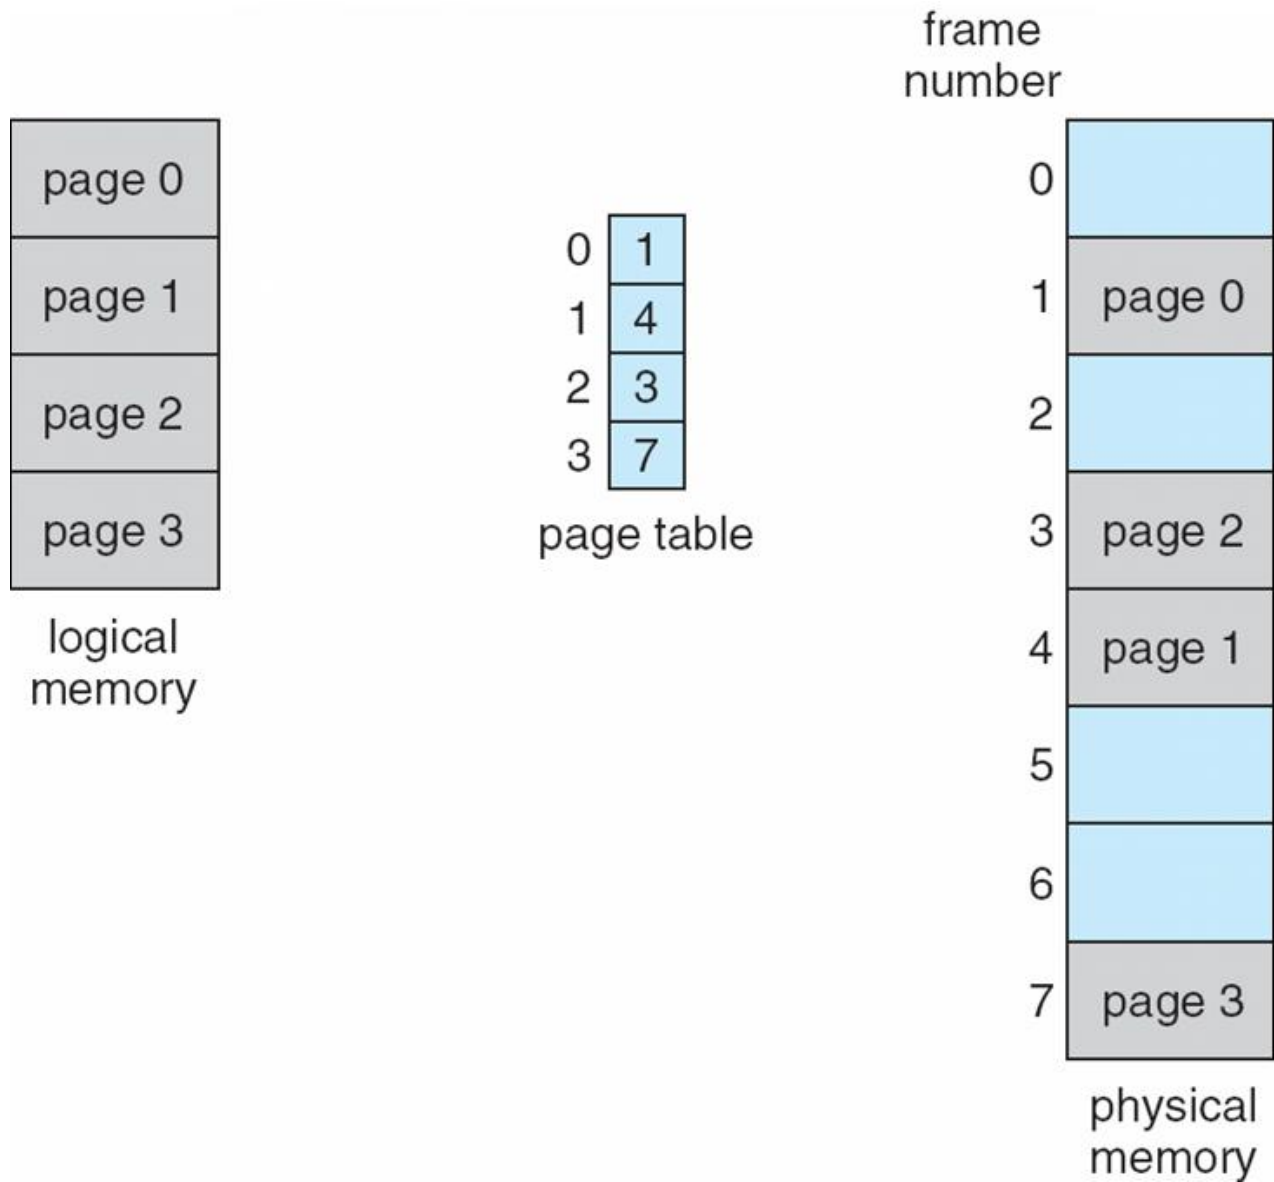 page 0
page 1
page 2
page 3
logical
memory
0 1
1 4
2 3
3 7
page table
frame
number
0
1 page 0
2
3 page 2
4 page 1
5
6
7 page 3
physical
memory